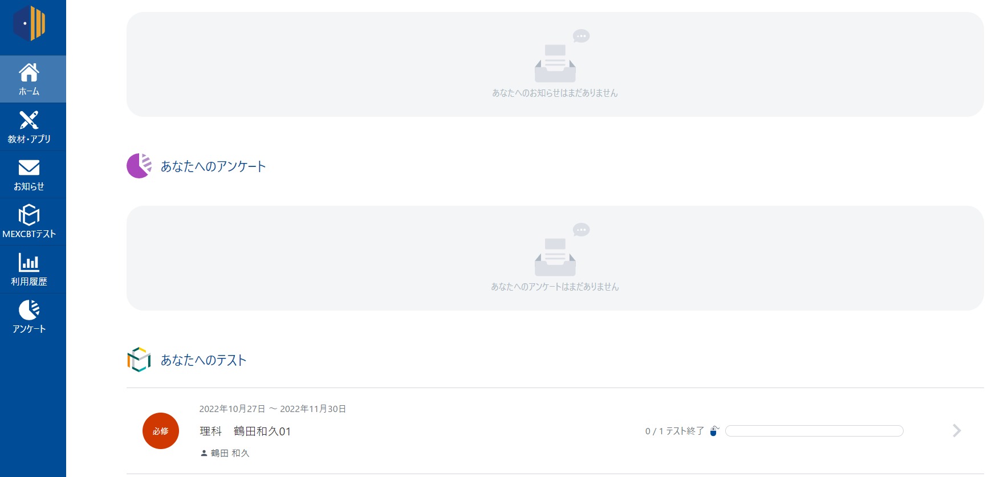 ホーム
教材・アプリ
お知らせ
MEXCBTテスト
利用履歴
アンケート
あなたへのお知らせはまだありません
あなたへのアンケート
あなたへのアンケートはまだありません
あなたへのテスト
必修
2022年10月27日 ～ 2022年11月30日
理科　鶴田和久01
鶴田 和久
0 / 1 テスト終了